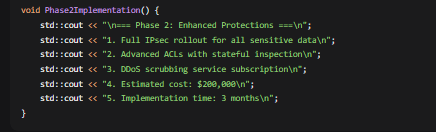 void Phase2Implementation() {
std::cout << "\n=== Phase 2: Enhanced Protections ===\n";
std::cout << "1. Full IPsec rollout for all sensitive data\n";
std::cout << "2. Advanced ACLs with stateful inspection\n";
std::cout << "3. DDoS scrubbing service subscription\n";
std::cout << "4. Estimated cost: $200,000\n";
std::cout << "5. Implementation time: 3 months\n";
}